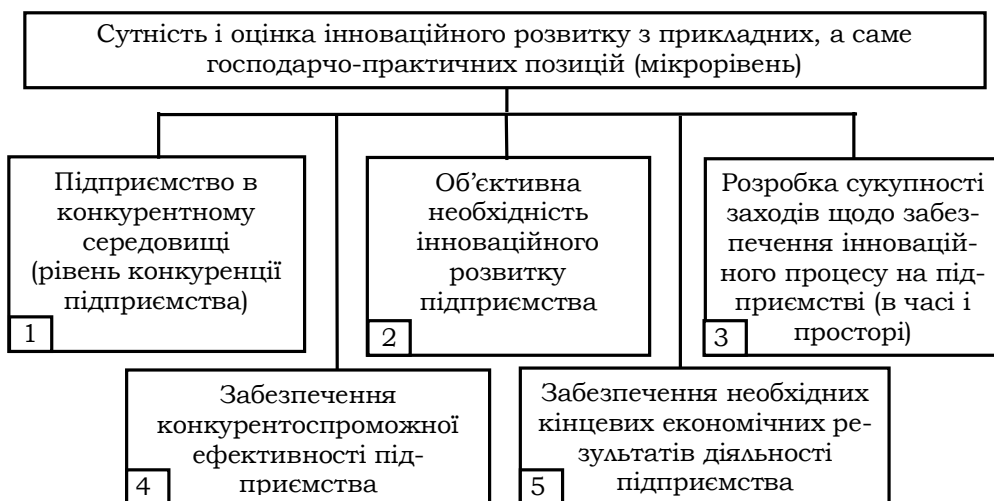 Сутність і оцінка інноваційного розвитку з прикладних, а саме
господарчо-практичних позицій (мікрорівень)
Підприємство в
конкурентному
середовищі
(рівень конкуренції
підприємства)
1
Об’єктивна
необхідність
інноваційного
розвитку
підприємства
2
Розробка сукупності
заходів щодо забез-
печення інновацій-
ного процесу на під-
приємстві (в часі і
просторі)
3
Забезпечення
конкурентоспроможної
ефективності під-
приємства
4
Забезпечення необхідних
кінцевих економічних ре-
зультатів діяльності
підприємства
5